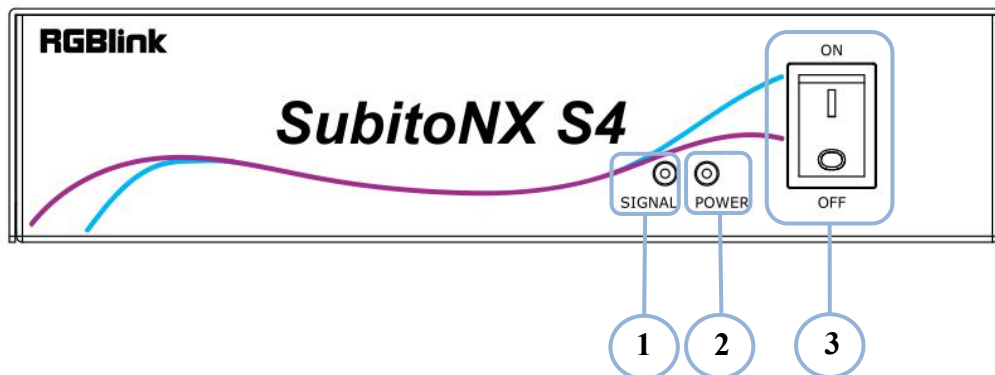 RGBlink
ON
SubitoNX S4
SIGNAL
POWER
OFF
1
2
3